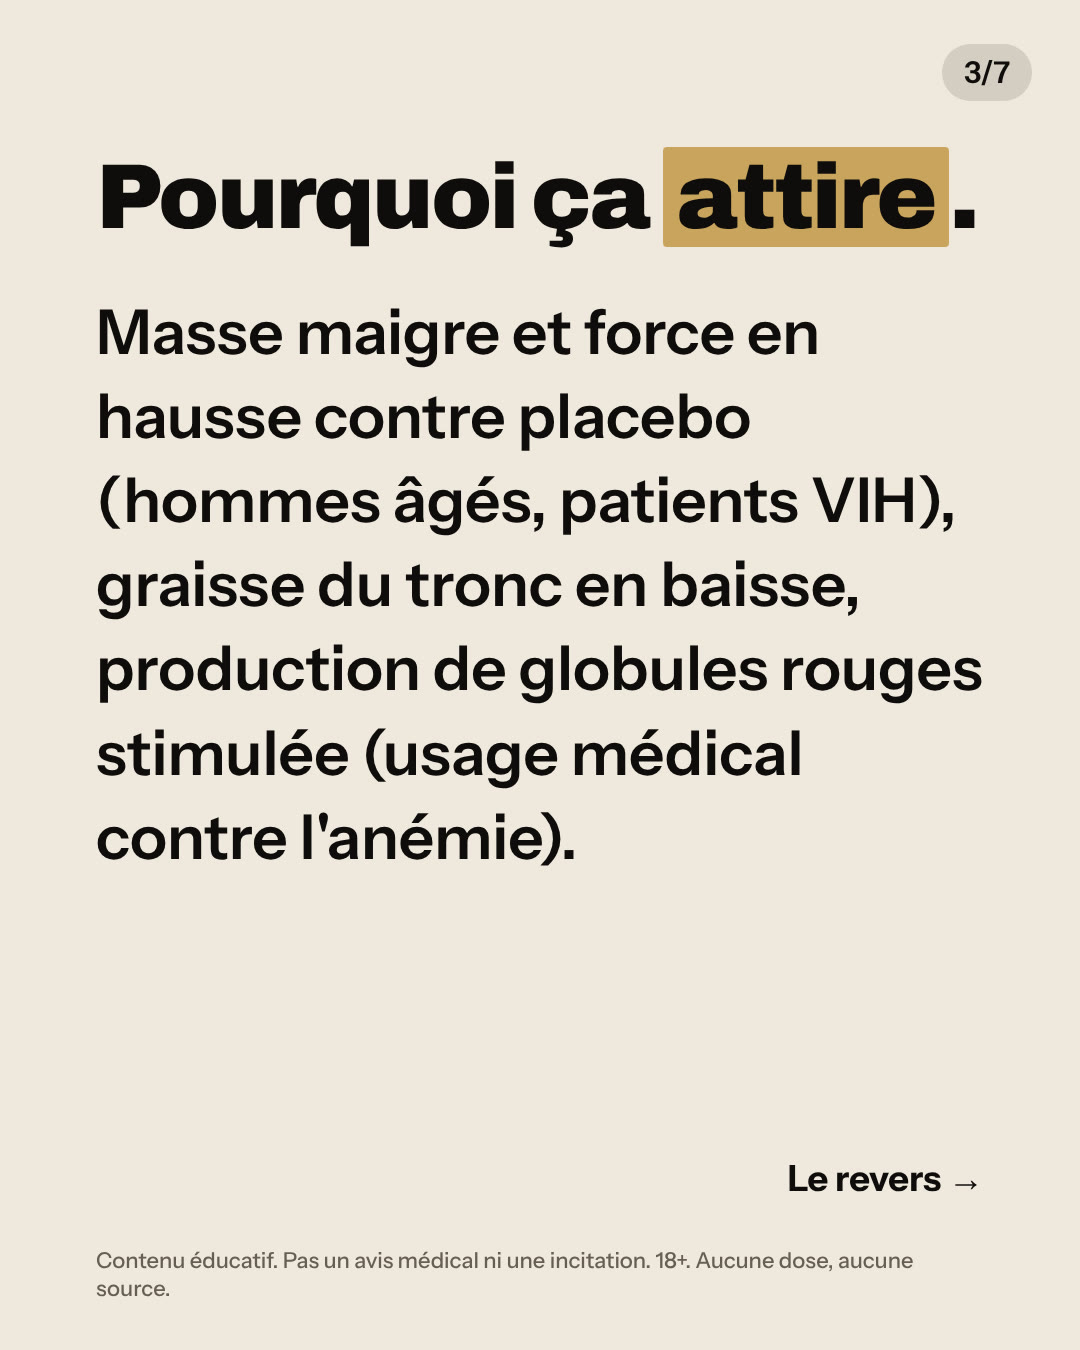 3/7
Pourquoi ça attire.
Masse maigre et force en
hausse contre placebo
(hommes âgés, patients VIH),
graisse du tronc en baisse,
production de globules rouges
stimulée (usage médical
contre l'anémie).
Le revers →
Contenu éducatif. Pas un avis médical ni une incitation. 18+. Aucune dose, aucune
source.